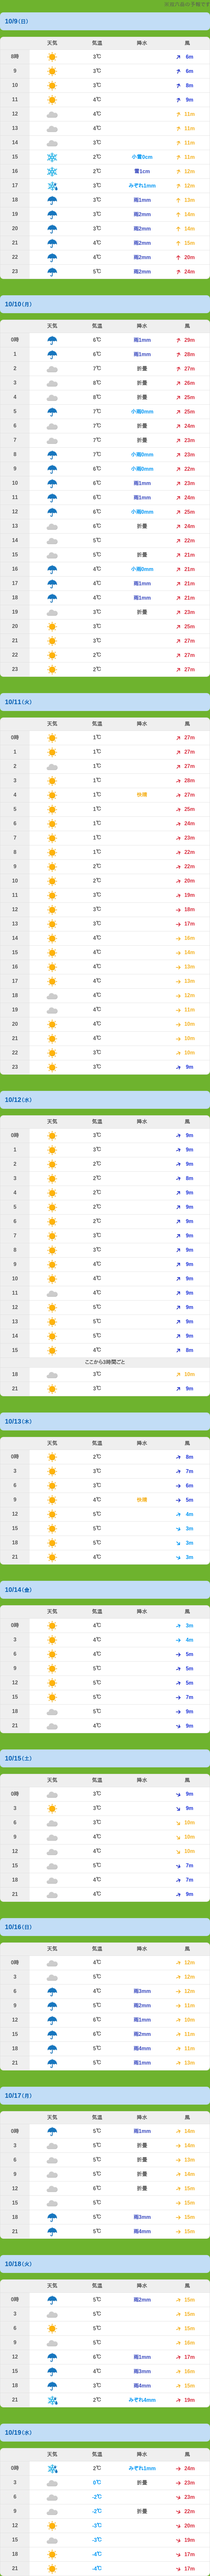 ※目の赤の予報です
10/9(日)
天気 気温 降水 風
8時 3℃ 6m
9 3℃ 6m
10 3℃ 8m
11 4℃ 9m
12 4℃ 11m
13 4℃ 11m
14 3℃ 11m
15 2℃ 小雪0cm 11m
16 2℃ 雪1cm 12m
17 3℃ みぞれ1mm 12m
18 3℃ 雨1mm 13m
19 3℃ 雨2mm 14m
20 3℃ 雨2mm 14m
21 4℃ 雨2mm 15m
22 4℃ 雨2mm 20m
23 5℃ 雨2mm 24m
10/10(月)
天気 気温 降水 風
0時 6℃ 雨1mm 29m
1 6℃ 雨1mm 28m
2 7℃ 折畳 27m
3 8℃ 折畳 26m
4 8℃ 折畳 25m
5 7℃ 小雨0mm 25m
6 7℃ 折畳 24m
7 7℃ 折畳 23m
8 7℃ 小雨0mm 23m
9 6℃ 小雨0mm 22m
10 6℃ 雨1mm 23m
11 6℃ 雨1mm 24m
12 6℃ 小雨0mm 25m
13 6℃ 折畳 24m
14 5℃ 22m
15 5℃ 折畳 21m
16 4℃ 小雨0mm 21m
17 4℃ 雨1mm 21m
18 4℃ 雨1mm 21m
19 3℃ 折畳 23m
20 3℃ 25m
21 3℃ 27m
22 2℃ 27m
23 2℃ 27m
10/11(火)
天気 気温 降水 風
0時 1℃ 27m
1 1℃ 27m
2 1℃ 27m
3 1℃ 28m
4 1℃ 27m
5 1℃ 25m
6 1℃ 24m
7 1℃ 23m
8 1℃ 22m
9 2℃ 22m
10 2℃ 20m
11 3℃ 19m
12 3℃ 18m
13 3℃ 17m
14 4℃ 16m
15 4℃ 14m
16 4℃ 13m
17 4℃ 13m
18 4℃ 12m
19 4℃ 11m
20 4℃ 10m
21 4℃ 10m
22 3℃ 10m
23 3℃ 9m
10/12(水)
天気 気温 降水 風
0時 3℃ 9m
1 3℃ 9m
2 2℃ 9m
3 2℃ 8m
4 2℃ 9m
5 2℃ 9m
6 2℃ 9m
7 3℃ 9m
8 3℃ 9m
9 4℃ 9m
10 4℃ 9m
11 4℃ 9m
12 5℃ 9m
13 5℃ 9m
14 5℃ 9m
15 4℃ 8m
ここから3時間ごと
18 3℃ 10m
21 3℃ 9m
10/13(木)
天気 気温 降水 風
0時 2℃ 8m
3 3℃ 7m
6 3℃ 6m
9 4℃ 5m
12 5℃ 4m
15 5℃ 3m
18 5℃ 3m
21 4℃ 3m
10/14(金)
天気 気温 降水 風
0時 4℃ 3m
3 4℃ 4m
6 4℃ 5m
9 5℃ 5m
12 5℃ 5m
15 5℃ 7m
18 5℃ 9m
21 4℃ 9m
10/15(土)
天気 気温 降水 風
0時 3℃ 9m
3 3℃ 9m
6 3℃ 10m
9 4℃ 10m
12 4℃ 10m
15 5℃ 7m
18 4℃ 7m
21 4℃ 9m
10/16(日)
天気 気温 降水 風
0時 4℃ 12m
3 5℃ 12m
6 4℃ 雨3mm 12m
9 5℃ 雨2mm 11m
12 6℃ 雨1mm 10m
15 6℃ 雨2mm 11m
18 5℃ 雨4mm 11m
21 5℃ 雨1mm 13m
10/17(月)
天気 気温 降水 風
0時 5℃ 雨1mm 14m
3 5℃ 折畳 14m
6 5℃ 折畳 13m
9 5℃ 折畳 14m
12 6℃ 折畳 15m
15 5℃ 15m
18 5℃ 雨3mm 15m
21 5℃ 雨4mm 15m
10/18(火)
天気 気温 降水 風
0時 5℃ 雨2mm 15m
3 5℃ 15m
6 5℃ 15m
9 5℃ 16m
12 6℃ 雨1mm 17m
15 4℃ 雨3mm 16m
18 3℃ 雨4mm 15m
21 2℃ みぞれ4mm 19m
10/19(水)
天気 気温 降水 風
0時 2℃ みぞれ1mm 24m
3 0℃ 折畳 23m
6 -2℃ 23m
9 -2℃ 折畳 22m
12 -3℃ 20m
15 -3℃ 19m
18 -4℃ 17m
21 -4℃ 17m